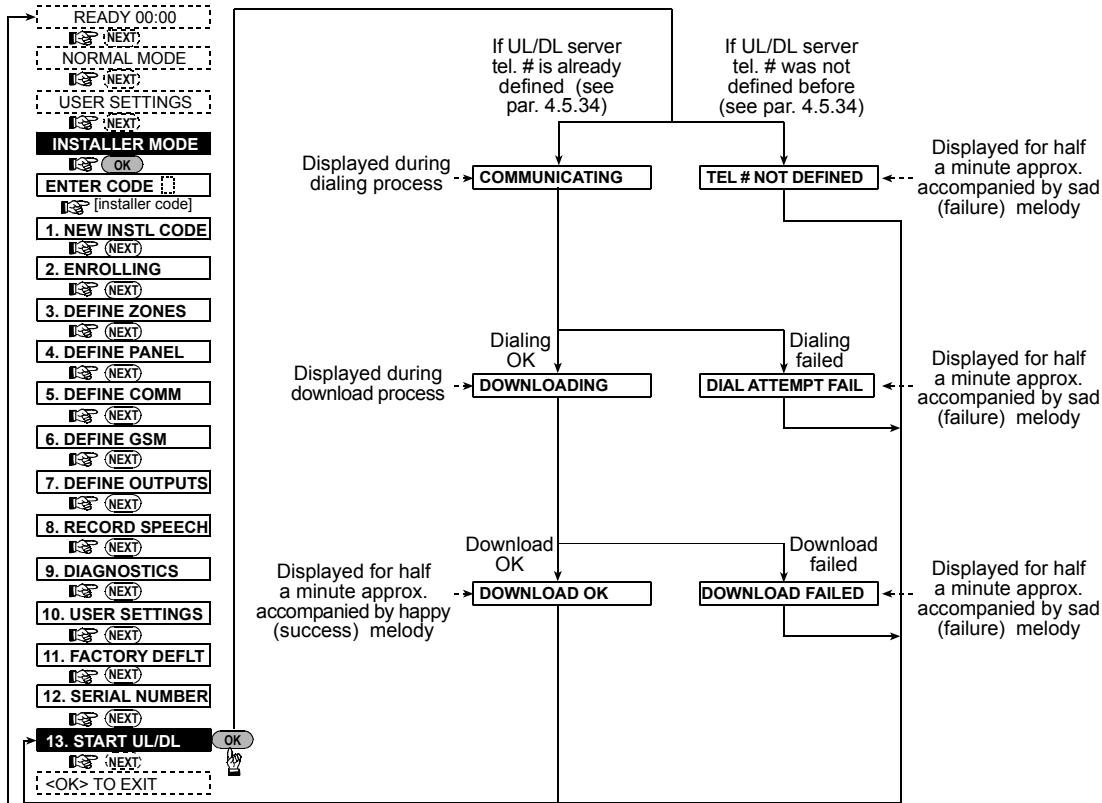 READY 00:00
NEXT
NORMAL MODE
NEXT
USER SETTINGS
NEXT
INSTALLER MODE
OK
ENTER CODE
[installer code]
1. NEW INSTL CODE
NEXT
2. ENROLLING
NEXT
3. DEFINE ZONES
NEXT
4. DEFINE PANEL
NEXT
5. DEFINE COMM
NEXT
6. DEFINE GSM
NEXT
7. DEFINE OUTPUTS
NEXT
8. RECORD SPEECH
NEXT
9. DIAGNOSTICS
NEXT
10. USER SETTINGS
NEXT
11. FACTORY DEFLT
NEXT
12. SERIAL NUMBER
NEXT
13. START UL/DL
OK
NEXT
<OK> TO EXIT
If UL/DL server
tel. # is already
defined (see
par. 4.5.34)
If UL/DL server
tel. # was not
defined before
(see par. 4.5.34)
Displayed during
dialing process
COMMUNICATING
TEL # NOT DEFINED
Displayed for half
a minute approx.
accompanied by sad
(failure) melody
Dialing
OK
Dialing
failed
Displayed during
download process
DOWNLOADING
DIAL ATTEMPT FAIL
Displayed for half
a minute approx.
accompanied by sad
(failure) melody
Download
OK
Download
failed
Displayed for half
a minute approx.
accompanied by happy
(success) melody
DOWNLOAD OK
DOWNLOAD FAILED
Displayed for half
a minute approx.
accompanied by sad
(failure) melody